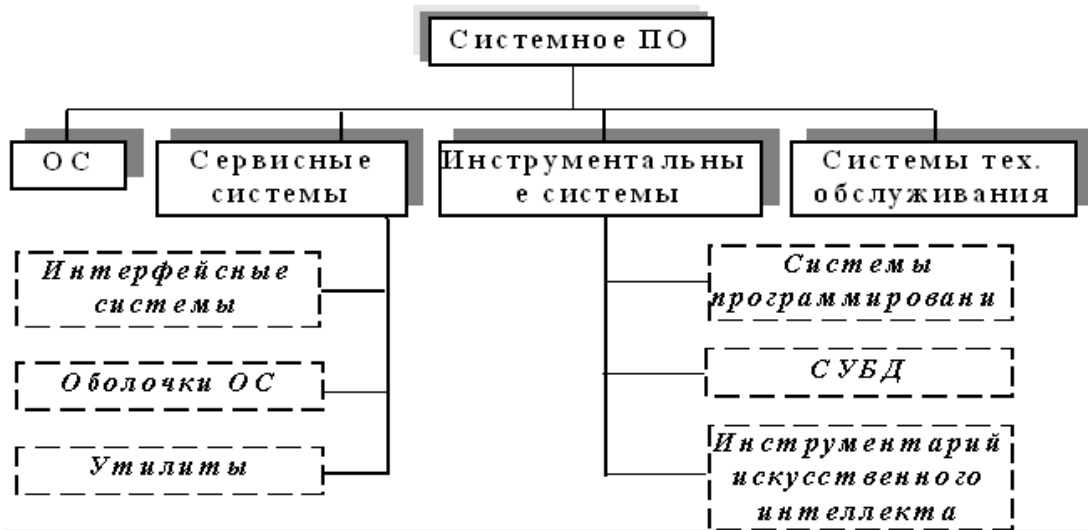 Системное ПО
ОС
Сервисные
системы
Инструментальны
е системы
Системы тех.
обслуживания
Интерфейсные
системы
Оболочки ОС
Утилиты
Системы
программировани
СУБД
Инструментарий
искусственного
интеллекта